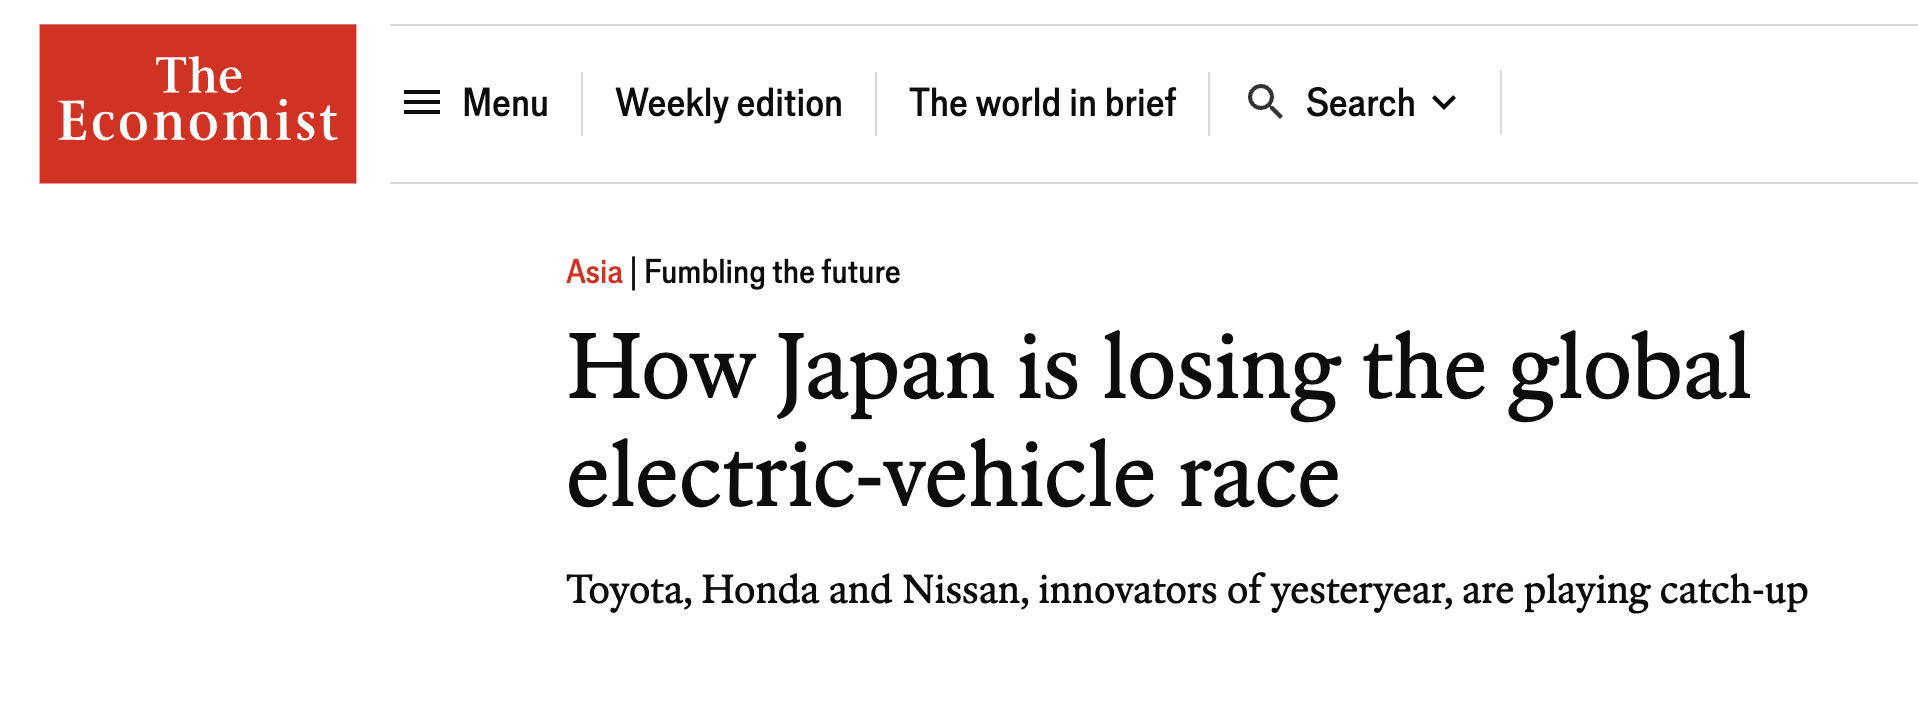 The
Economist
Menu
Weekly edition
The world in brief
Search
Asia | Fumbling the future
How Japan is losing the global
electric-vehicle race
Toyota, Honda and Nissan, innovators of yesteryear, are playing catch-up